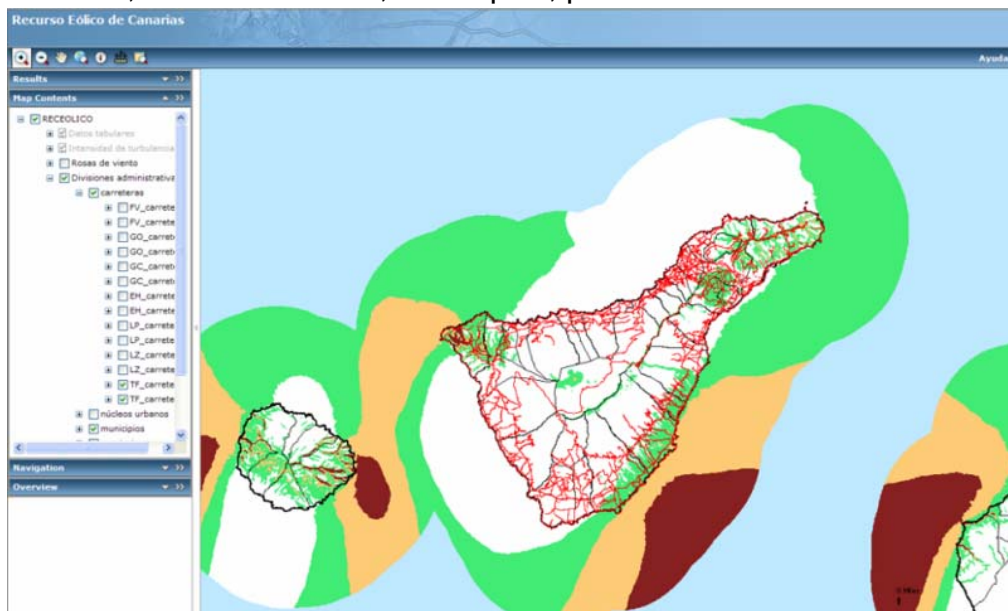 Recurso Eólico de Canarias
Ayuda
Results
Map Contents
RECEOLICO
Datos tabulares
Intensidad de turbulencia
Rosas de viento
Divisiones administrativa
carreteras
FV_carrete
FV_carrete
GO_carret
GO_carret
GC_carret
GC_carret
EH_carrete
EH_carrete
LP_carrete
LP_carrete
LZ_carrete
LZ_carrete
TF_carrete
TF_carrete
núcleos urbanos
municipios
Navigation
Overview